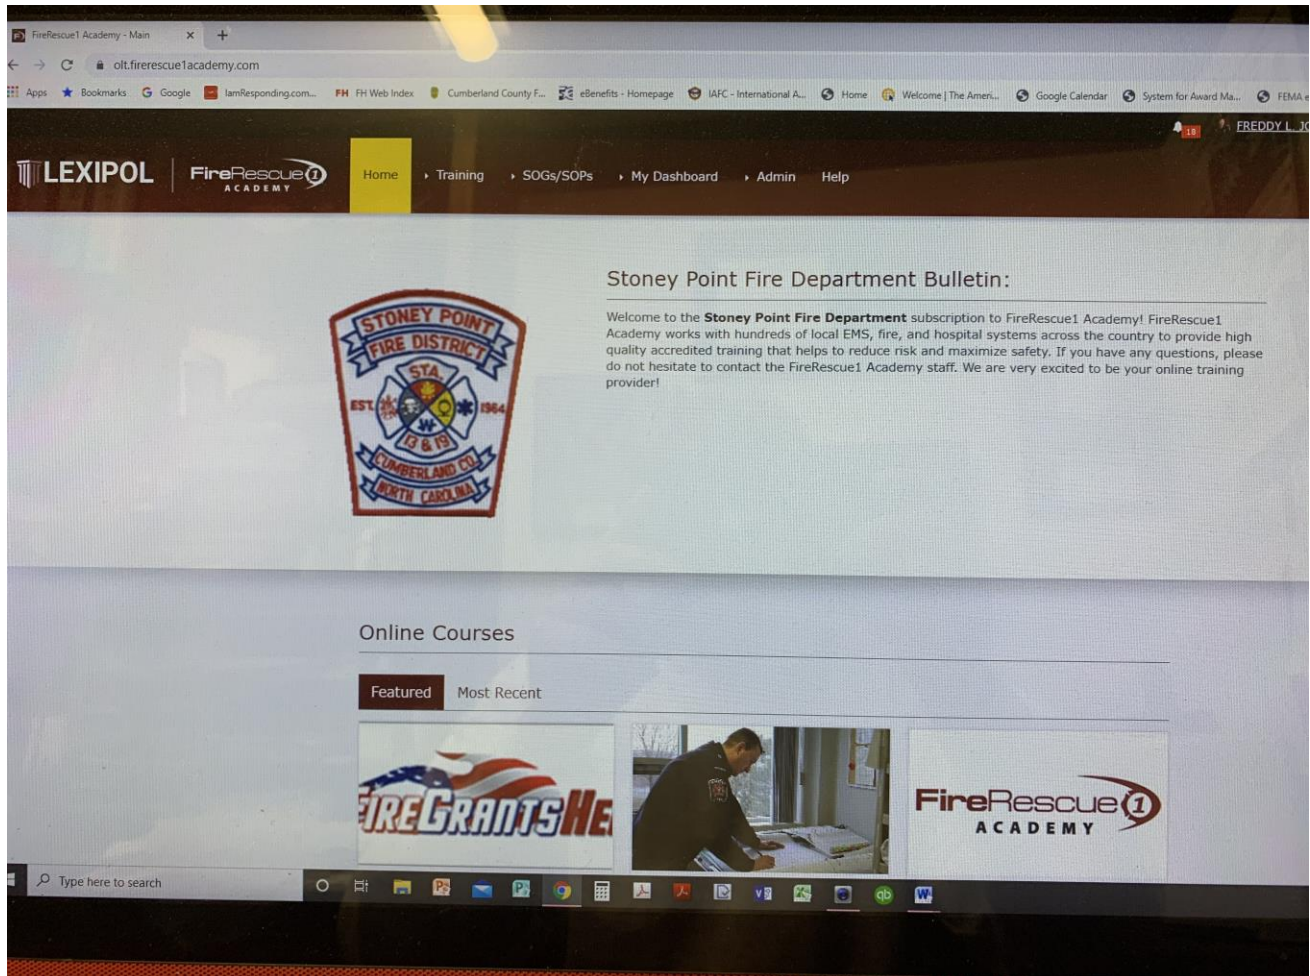 FireRescue1 Academy - Main
olt.firerescue1academy.com
Apps Bookmarks Google IamResponding.com... FH FH Web Index Cumberland County F... eBenefits - Homepage IAFC - International A... Home Welcome | The Ameri... Google Calendar System for Award Ma... FEMA
18 FREDDY L. JO
LEXIPOL FireRescue1 ACADEMY Home Training SOGs/SOPs My Dashboard Admin Help
STONEY POINT
FIRE DISTRICT
STA.
EST. 1964
13 & 19
CUMBERLAND CO.
NORTH CAROLINA
Stoney Point Fire Department Bulletin:
Welcome to the Stoney Point Fire Department subscription to FireRescue1 Academy! FireRescue1
Academy works with hundreds of local EMS, fire, and hospital systems across the country to provide high
quality accredited training that helps to reduce risk and maximize safety. If you have any questions, please
do not hesitate to contact the FireRescue1 Academy staff. We are very excited to be your online training
provider!
Online Courses
Featured Most Recent
FIREGRANTSHE
FireRescue1
ACADEMY
Type here to search